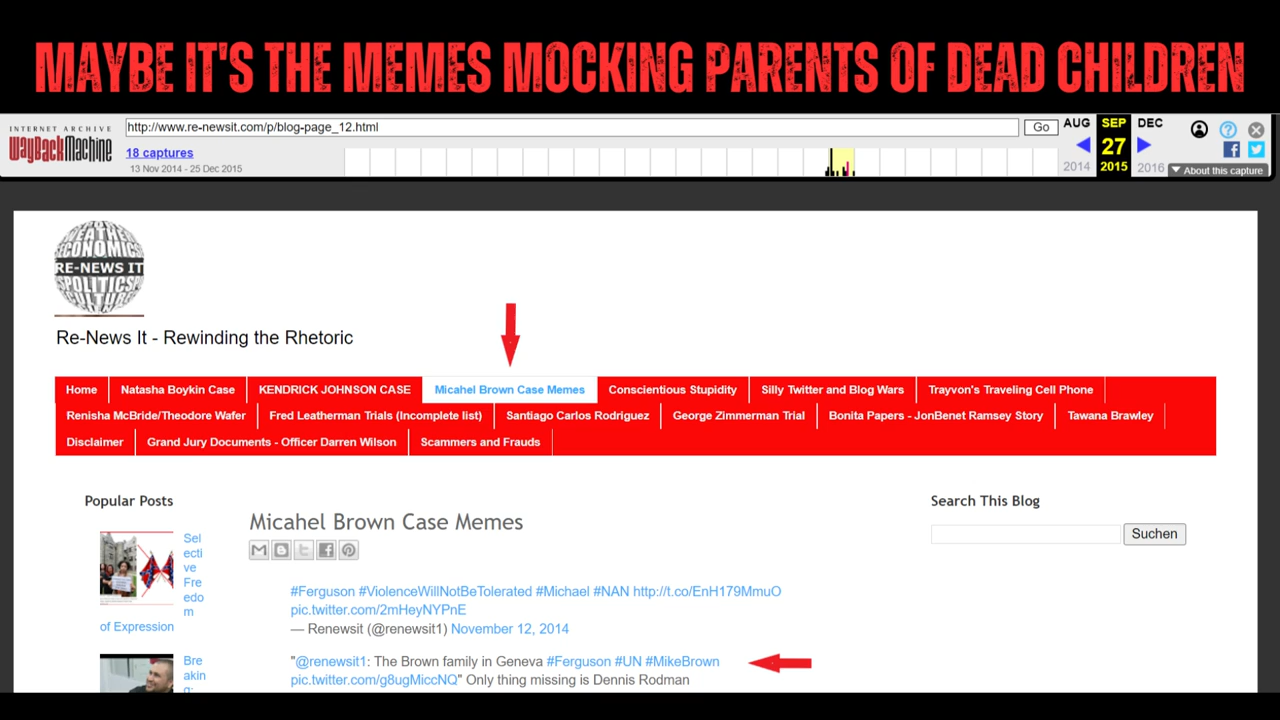 MAYBE IT'S THE MEMES MOCKING PARENTS OF DEAD CHILDREN
INTERNET ARCHIVE
WayBackMachine
http://www.re-newsit.com/p/blog-page_12.html
Go
18 captures
13 Nov 2014 - 25 Dec 2015
AUG SEP DEC
27
2014 2015 2016
About this capture
WEATHER
ECONOMICS
RE-NEWS IT
POLITICS
CULTURE
Re-News It - Rewinding the Rhetoric
Home Natasha Boykin Case KENDRICK JOHNSON CASE Micahel Brown Case Memes Conscientious Stupidity Silly Twitter and Blog Wars Trayvon's Traveling Cell Phone
Renisha McBride/Theodore Wafer Fred Leatherman Trials (Incomplete list) Santiago Carlos Rodriguez George Zimmerman Trial Bonita Papers - JonBenet Ramsey Story Tawana Brawley
Disclaimer Grand Jury Documents - Officer Darren Wilson Scammers and Frauds
Popular Posts
Sel
ecti
ve
Fre
edo
m
of Expression
Brea
akin
g:
Micahel Brown Case Memes
#Ferguson #ViolenceWillNotBeTolerated #Michael #NAN http://t.co/EnH179MmuO
pic.twitter.com/2mHeyNYPnE
— Renewsit (@renewsit1) November 12, 2014
"@renewsit1: The Brown family in Geneva #Ferguson #UN #MikeBrown
pic.twitter.com/g8ugMiccNQ" Only thing missing is Dennis Rodman
Search This Blog
Suchen